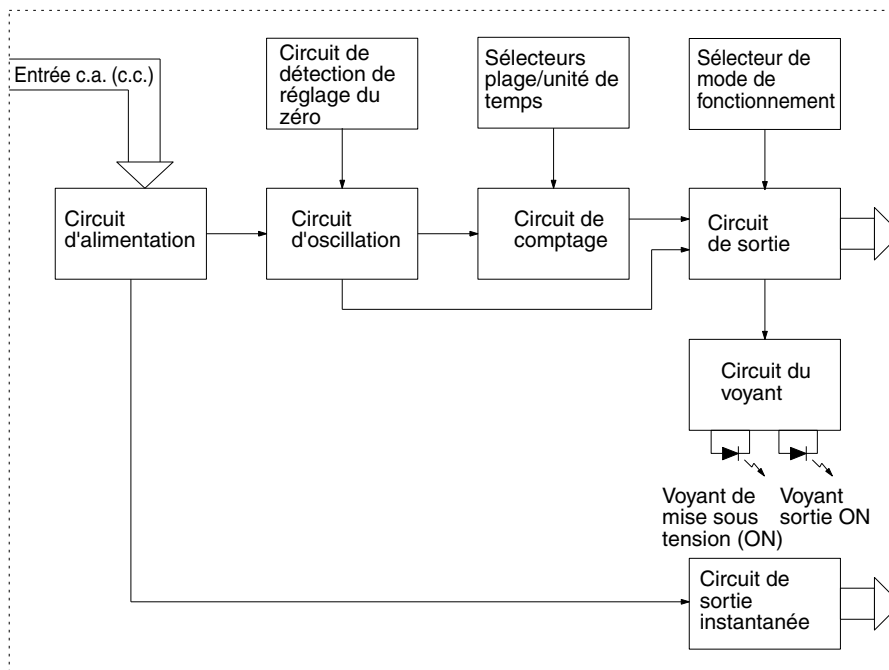 Entrée c.a. (c.c.)
Circuit de
détection de
réglage du
zéro
Sélecteurs
plage/unité de
temps
Sélecteur de
mode de
fonctionnement
Circuit
d'alimentation
Circuit
d'oscillation
Circuit de
comptage
Circuit
de sortie
Circuit du
voyant
Voyant de
mise sous
tension (ON)
Voyant
sortie ON
Circuit de
sortie
instantanée